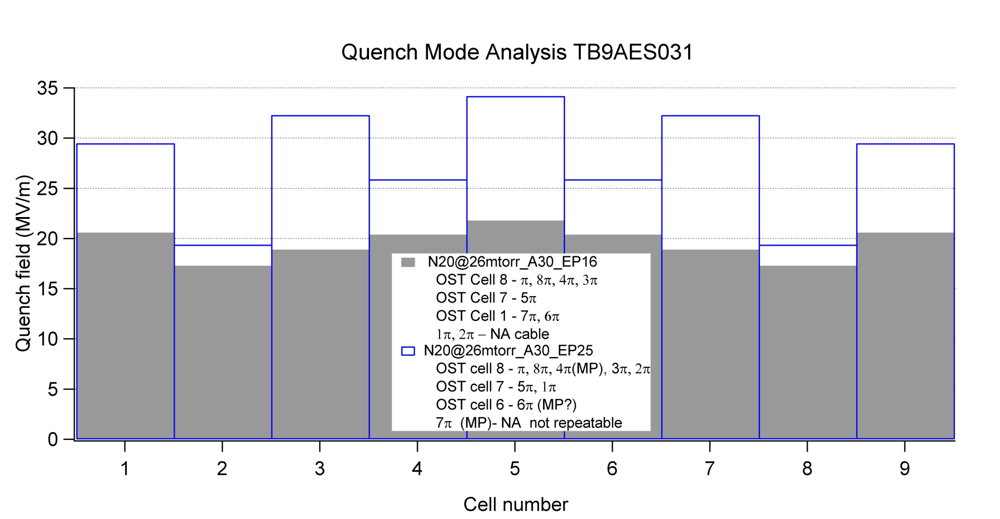 Quench Mode Analysis TB9AES031
Quench field (MV/m)
35
30
25
20
15
10
5
0
N20@26mtorr_A30_EP16
OST Cell 8 - π, 8π, 4π, 3π
OST Cell 7 - 5π
OST Cell 1 - 7π, 6π
1π, 2π – NA cable
N20@26mtorr_A30_EP25
OST cell 8 - π, 8π, 4π(MP), 3π, 2π
OST cell 7 - 5π, 1π
OST cell 6 - 6π (MP?)
7π (MP)- NA not repeatable
1 2 3 4 5 6 7 8 9
Cell number